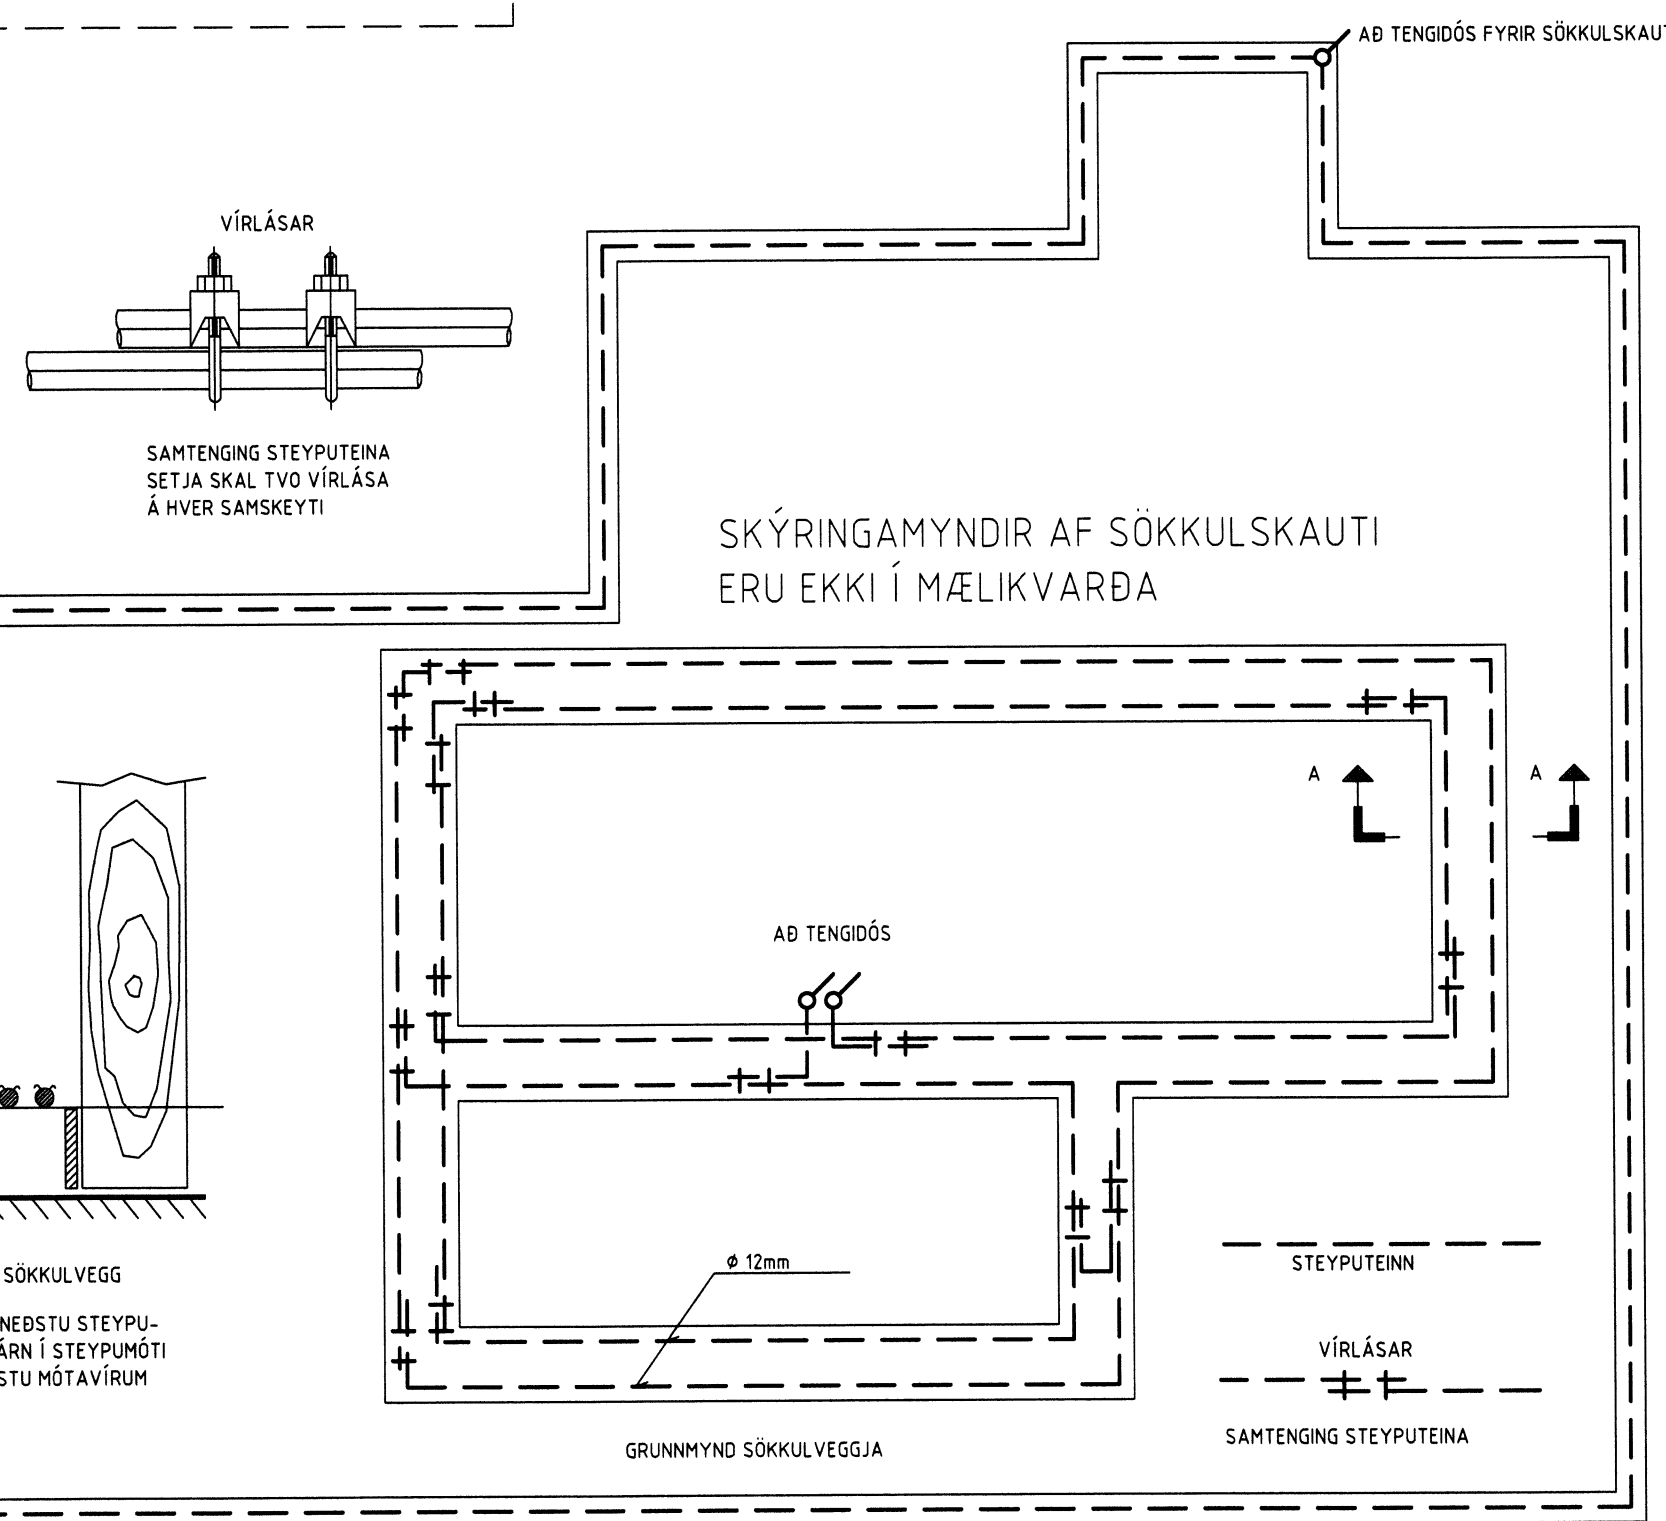 AÐ TENGIDÓS FYRIR SÖKKULSKAUT
VÍRLÁSAR
SAMTENGING STEYPUTEINA
SETJA SKAL TVO VÍRLÁSA
Á HVER SAMSKEYTI
SKÝRINGAMYNDIR AF SÖKKULSKAUTI
ERU EKKI Í MÆLIKVARÐA
A
A
AÐ TENGIDÓS
ϕ 12mm
SÖKKULVEGG
NEÐSTU STEYPU-
ÁRN Í STEYPUMÓTI
STU MÓTAVÍRUM
STEYPUTEINN
VÍRLÁSAR
SAMTENGING STEYPUTEINA
GRUNNMYND SÖKKULVEGGJA